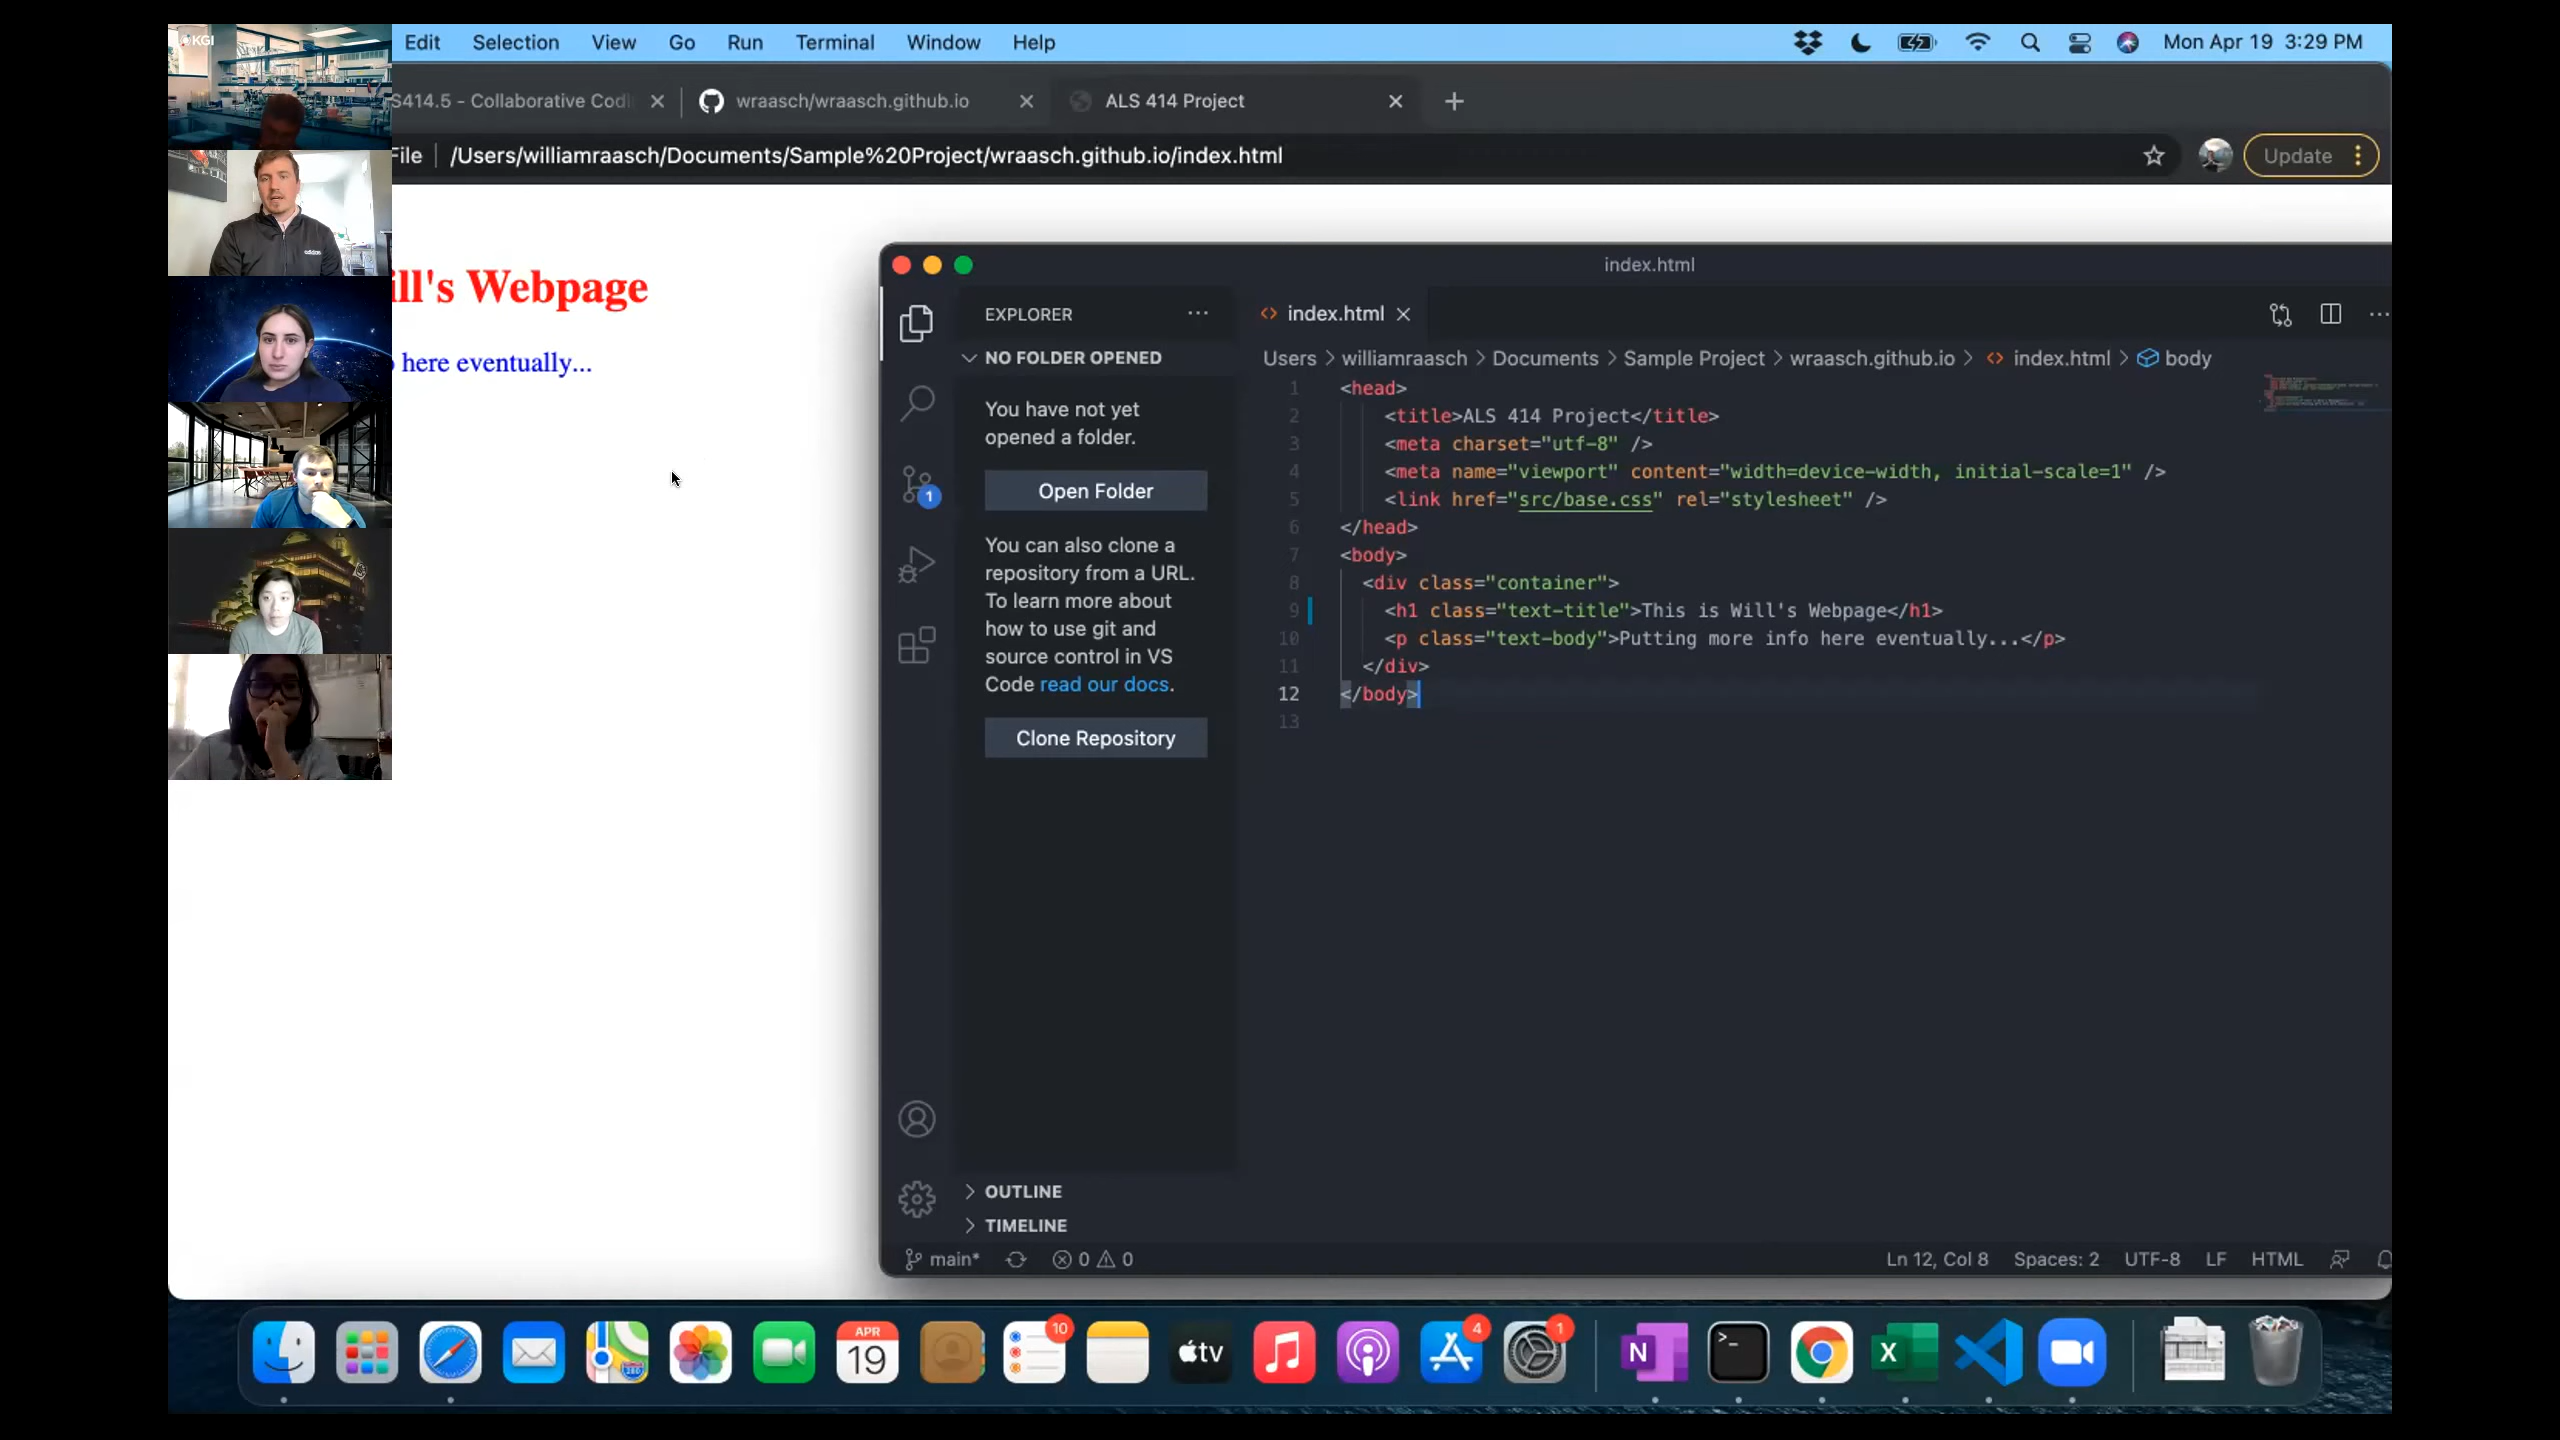 KGI
Edit Selection View Go Run Terminal Window Help
Mon Apr 19 3:29 PM
S414.5 - Collaborative Codi
wraasch/wraasch.github.io
ALS 414 Project
File
/Users/williamraasch/Documents/Sample%20Project/wraasch.github.io/index.html
Update
adidas
ill's Webpage
here eventually...
index.html
EXPLORER
index.html
NO FOLDER OPENED
Users > williamraasch > Documents > Sample Project > wraasch.github.io > index.html > body
You have not yet
opened a folder.
Open Folder
You can also clone a
repository from a URL.
To learn more about
how to use git and
source control in VS
Code read our docs.
Clone Repository
1 <head>
2 <title>ALS 414 Project</title>
3 <meta charset="utf-8" />
4 <meta name="viewport" content="width=device-width, initial-scale=1" />
5 <link href="src/base.css" rel="stylesheet" />
6 </head>
7 <body>
8 <div class="container">
9 <h1 class="text-title">This is Will's Webpage</h1>
10 <p class="text-body">Putting more info here eventually...</p>
11 </div>
12 </body>
13
1
OUTLINE
TIMELINE
main*
0 0
Ln 12, Col 8 Spaces: 2 UTF-8 LF HTML
APR
19
10
tv
4
1
N
>_
X